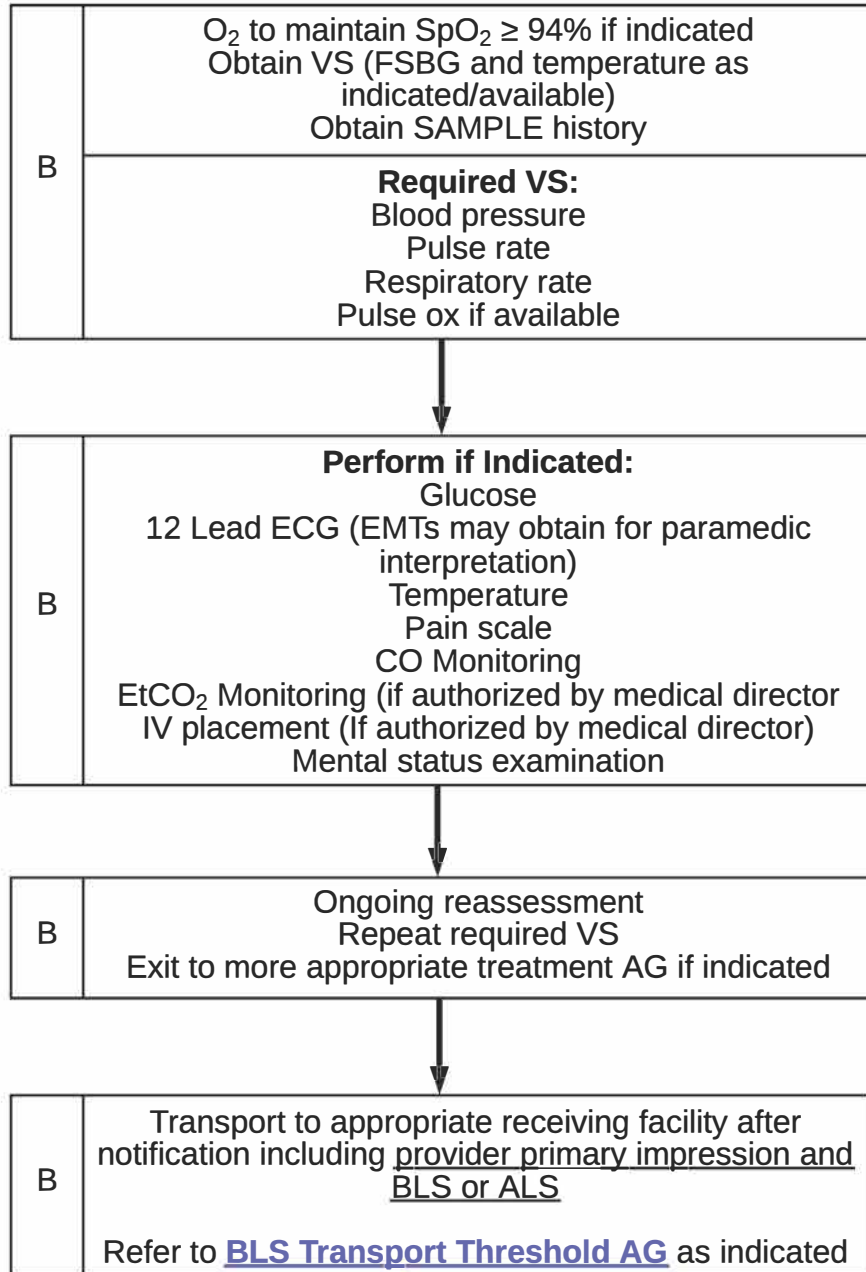 B
O₂ to maintain SpO₂ ≥ 94% if indicated
Obtain VS (FSBG and temperature as
indicated/available)
Obtain SAMPLE history
Required VS:
Blood pressure
Pulse rate
Respiratory rate
Pulse ox if available
B
Perform if Indicated:
Glucose
12 Lead ECG (EMTs may obtain for paramedic
interpretation)
Temperature
Pain scale
CO Monitoring
EtCO₂ Monitoring (if authorized by medical director
IV placement (If authorized by medical director)
Mental status examination
B
Ongoing reassessment
Repeat required VS
Exit to more appropriate treatment AG if indicated
B
Transport to appropriate receiving facility after
notification including provider primary impression and
BLS or ALS
Refer to BLS Transport Threshold AG as indicated